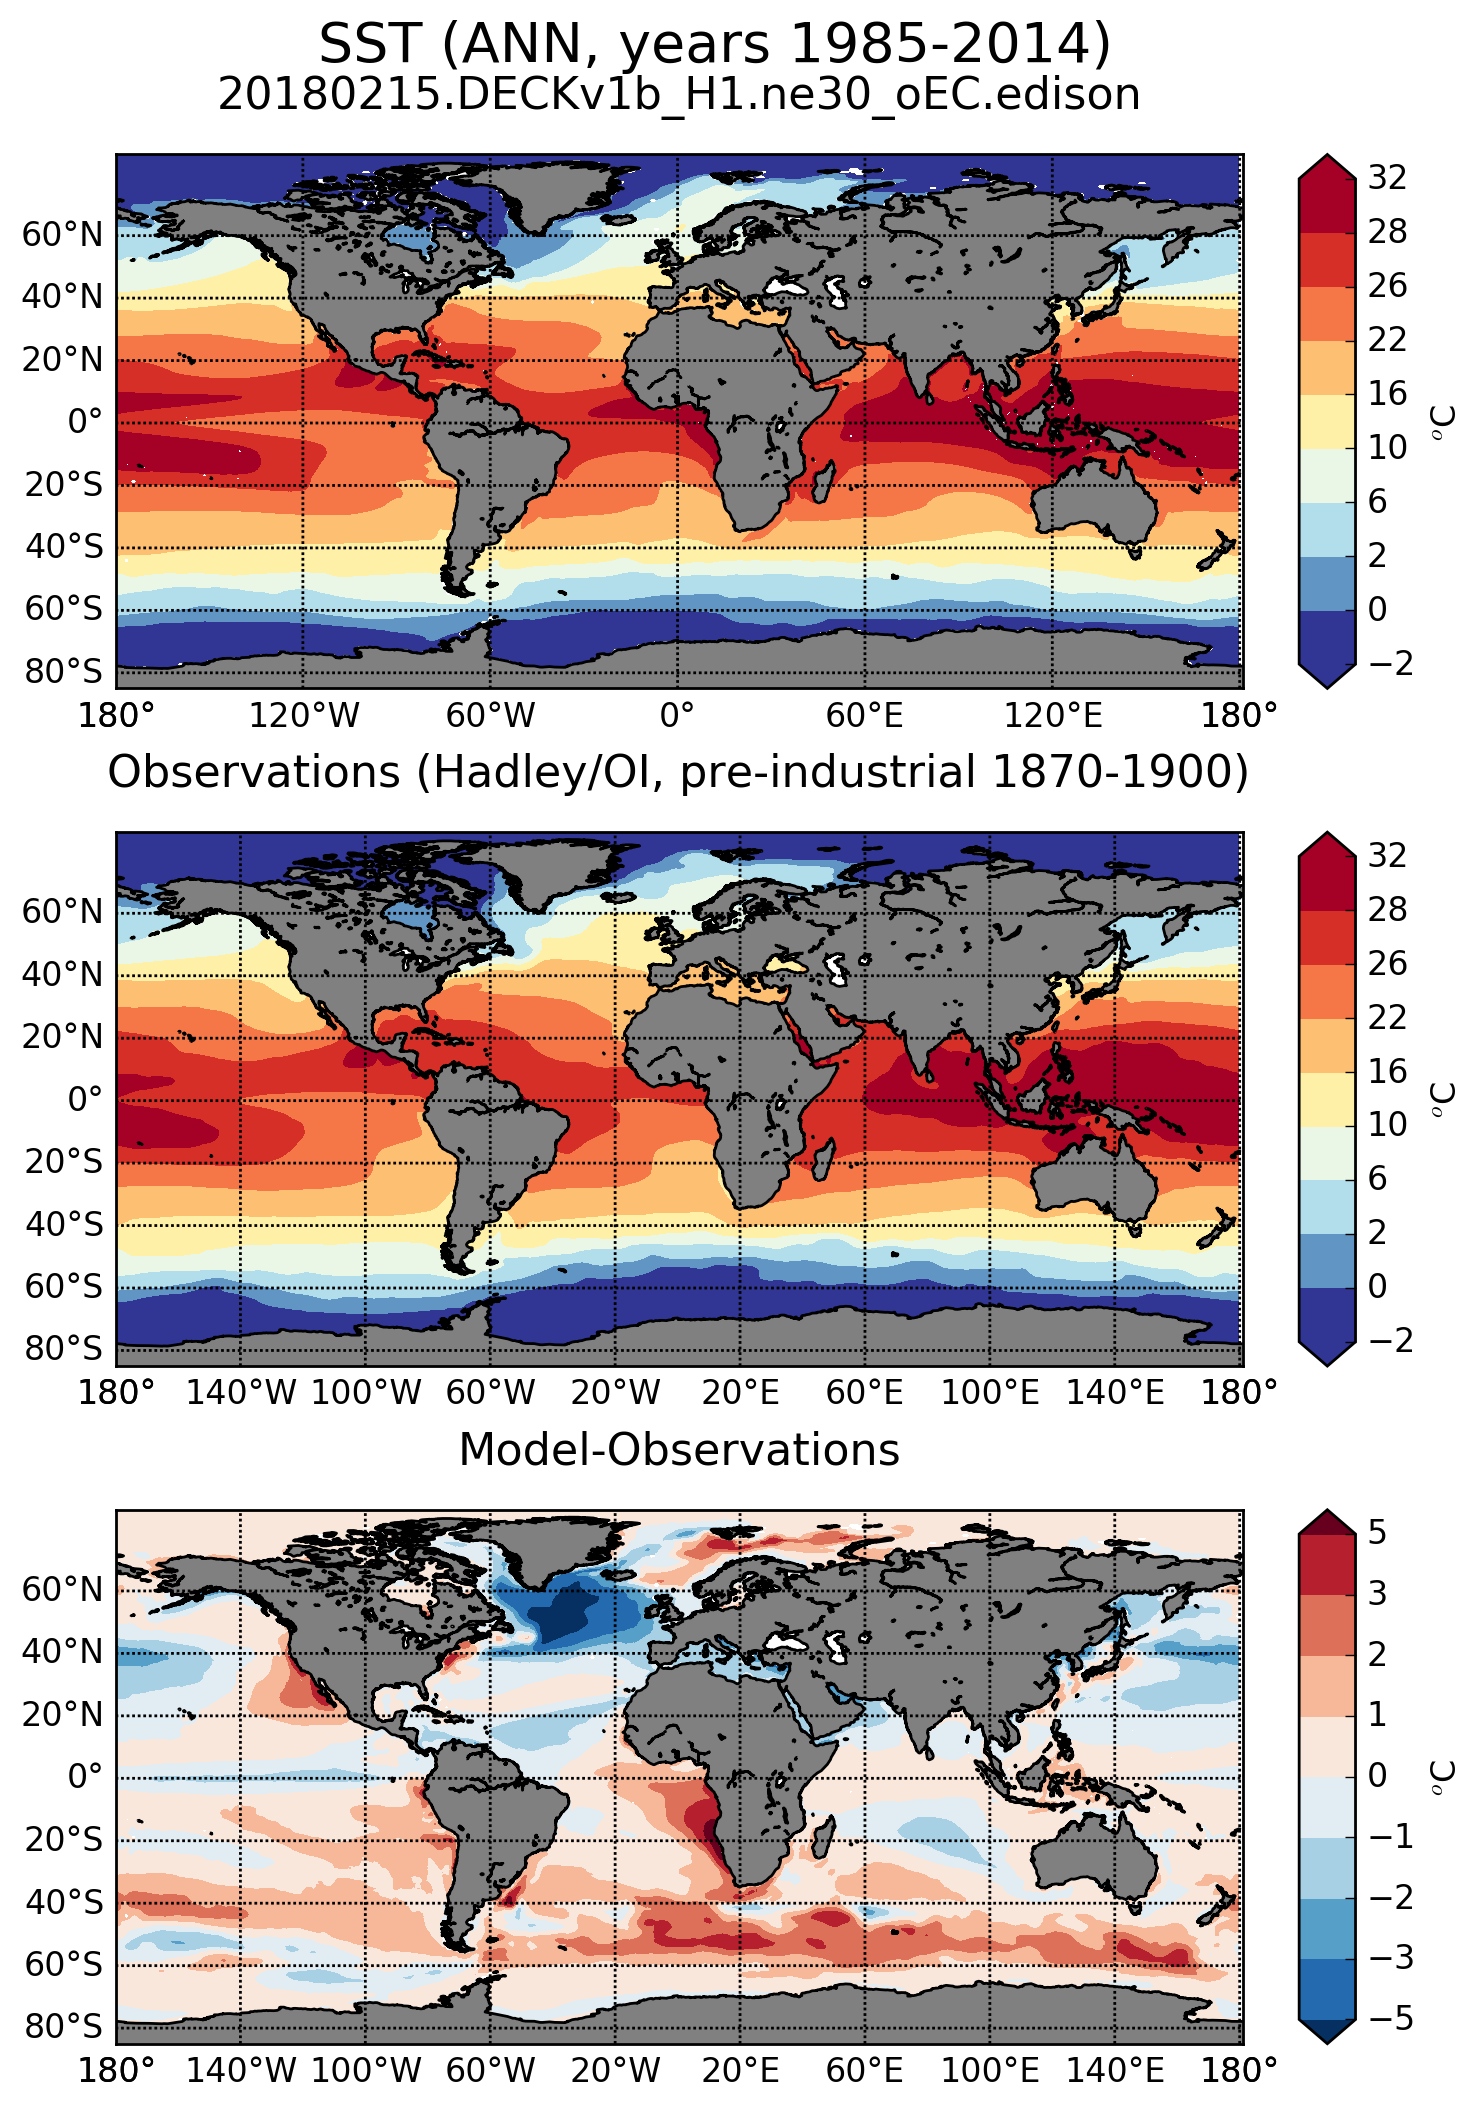 SST (ANN, years 1985-2014)
20180215.DECKv1b_H1.ne30_oEC.edison
60°N
40°N
20°N
0°
20°S
40°S
60°S
80°S
180° 120°W 60°W 0° 60°E 120°E 180°
32
28
26
22
16
10
6
2
0
−2
°C
Observations (Hadley/OI, pre-industrial 1870-1900)
60°N
40°N
20°N
0°
20°S
40°S
60°S
80°S
180° 140°W 100°W 60°W 20°W 20°E 60°E 100°E 140°E 180°
32
28
26
22
16
10
6
2
0
−2
°C
Model-Observations
60°N
40°N
20°N
0°
20°S
40°S
60°S
80°S
180° 140°W 100°W 60°W 20°W 20°E 60°E 100°E 140°E 180°
5
3
2
1
0
−1
−2
−3
−5
°C